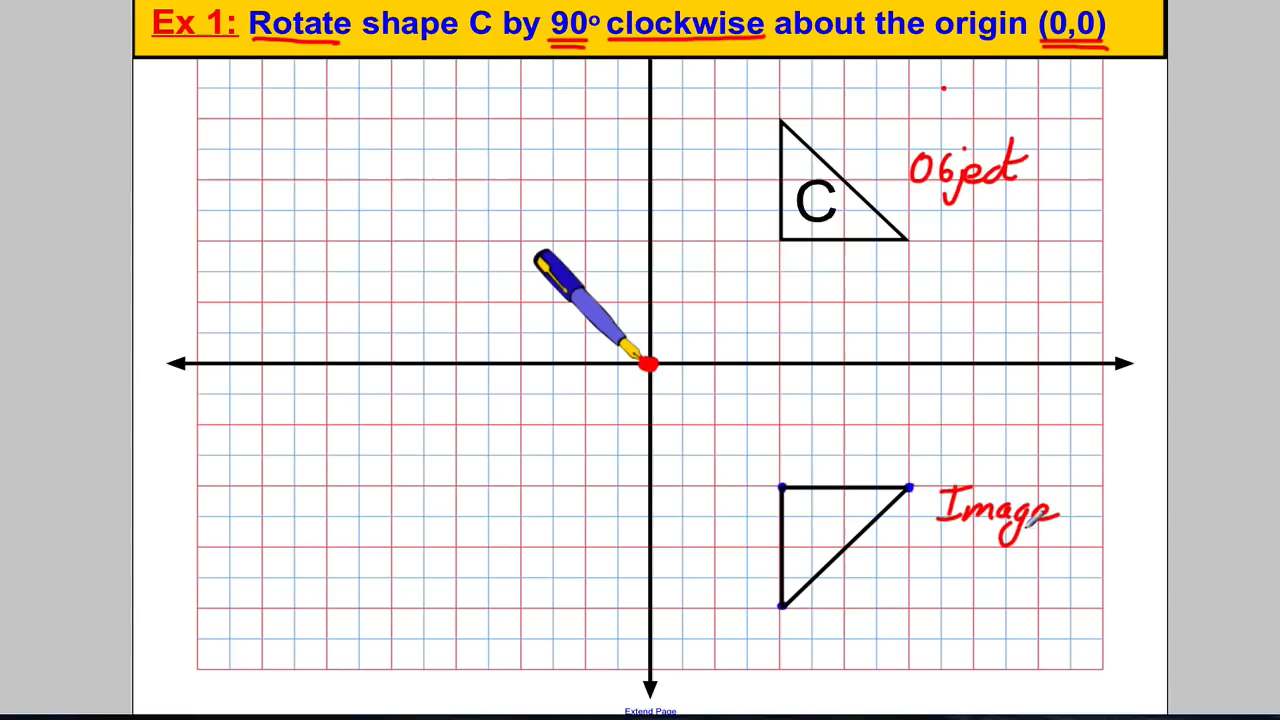 Ex 1: Rotate shape C by 90° clockwise about the origin (0,0)
Object
C
Image
Extend Page